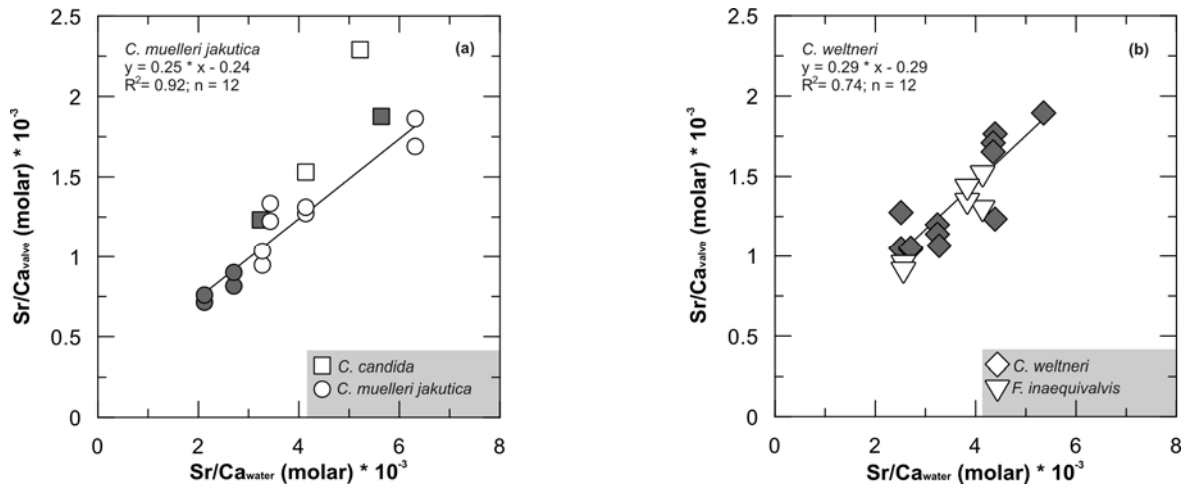 2.5
2
1.5
1
0.5
0
Sr/Cavalve (molar) * 10-3
C. muelleri jakutica
y = 0.25 * x - 0.24
R2= 0.92; n = 12
(a)
C. candida
C. muelleri jakutica
0 2 4 6 8
Sr/Cawater (molar) * 10-3
2.5
2
1.5
1
0.5
0
Sr/Cavalve (molar) * 10-3
C. weltneri
y = 0.29 * x - 0.29
R2= 0.74; n = 12
(b)
C. weltneri
F. inaequivalvis
0 2 4 6 8
Sr/Cawater (molar) * 10-3